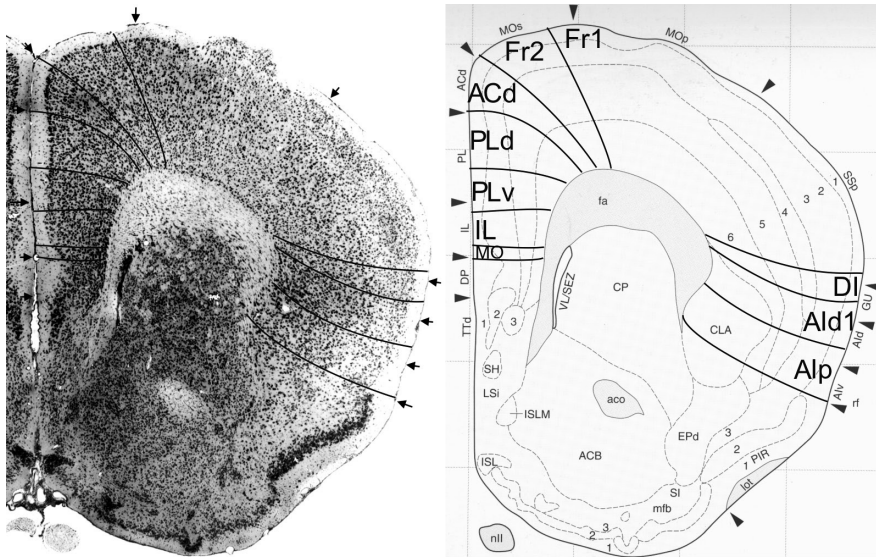 MOs
Fr2
Fr1
MOp
ACd
ACd
PLd
PL
PLv
IL
IL
MO
DP
TTd
fa
VL/SEZ
CP
1
2
3
4
5
6
SSp
DI
GU
AId1
AId
AIp
AIv
rf
CLA
1
2
3
SH
LSi
ISLM
aco
ACB
EPd
3
2
1
PIR
lot
ISL
SI
mfb
3
2
1
nII